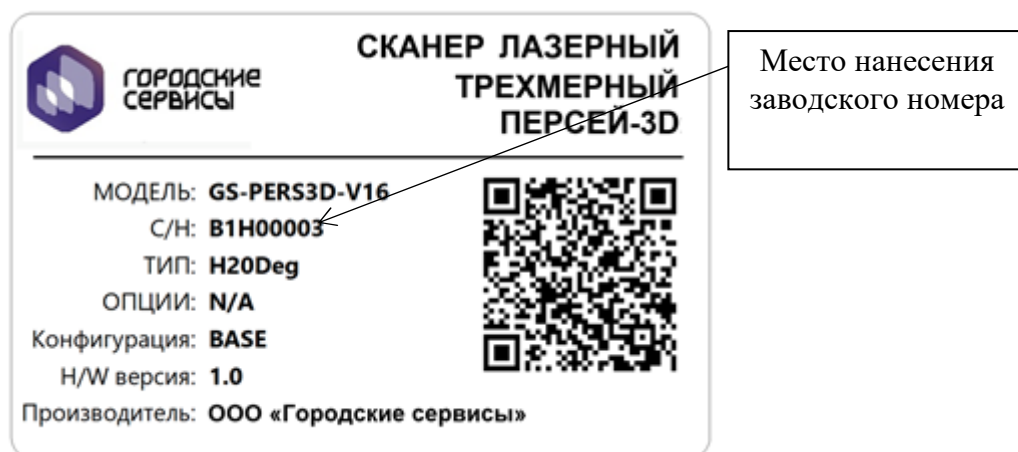 ГОРОДСКИЕ
СЕРВИСЫ
СКАНЕР ЛАЗЕРНЫЙ
ТРЕХМЕРНЫЙ
ПЕРСЕЙ-3D
МОДЕЛЬ: GS-PERS3D-V16
С/Н: B1H00003
ТИП: H20Deg
ОПЦИИ: N/A
Конфигурация: BASE
H/W версия: 1.0
Производитель: ООО «Городские сервисы»
Место нанесения
заводского номера